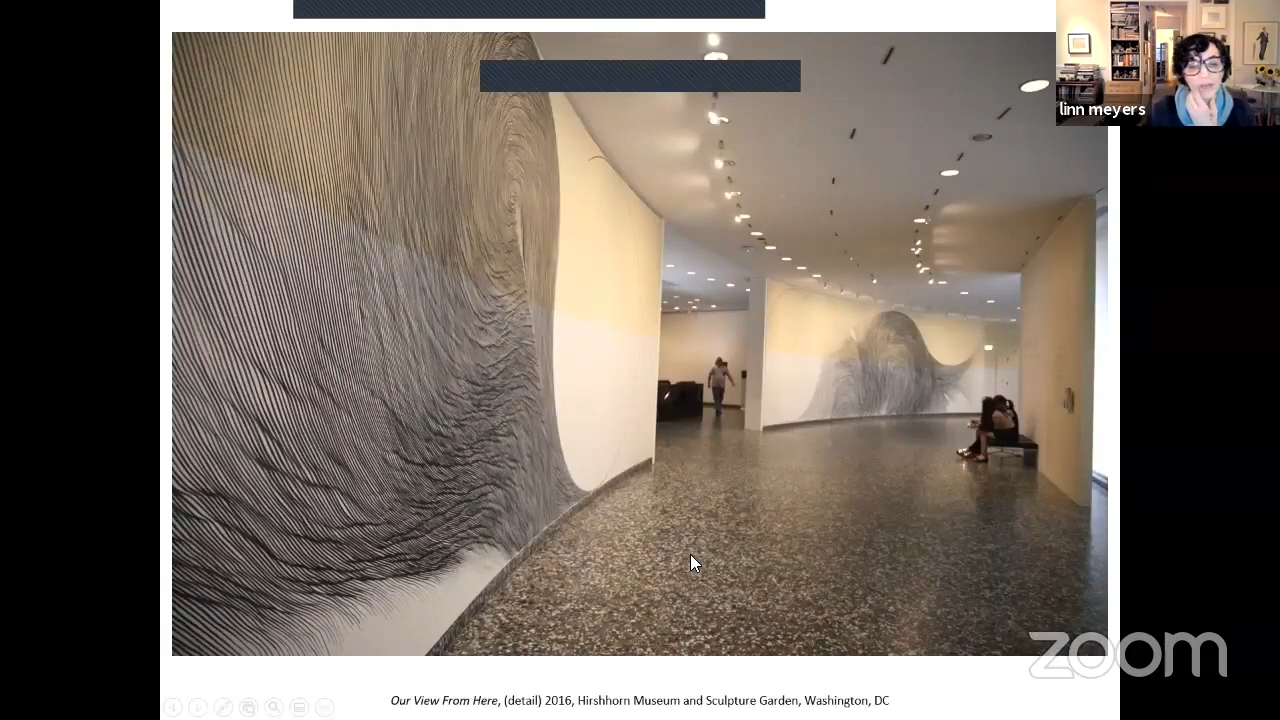 linn meyers
zoom
Our View From Here, (detail) 2016, Hirshhorn Museum and Sculpture Garden, Washington, DC